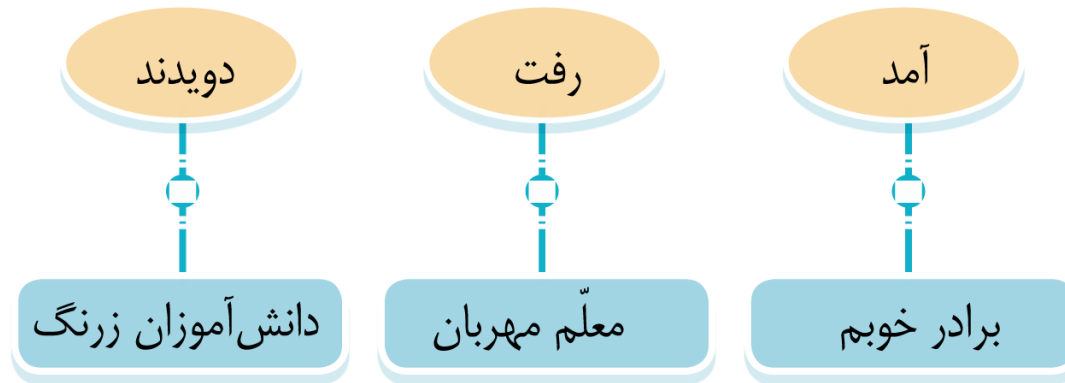 آمد
رفت
دویدند
برادر خوبم
معلّم مهربان
دانش‌آموزان زرنگ